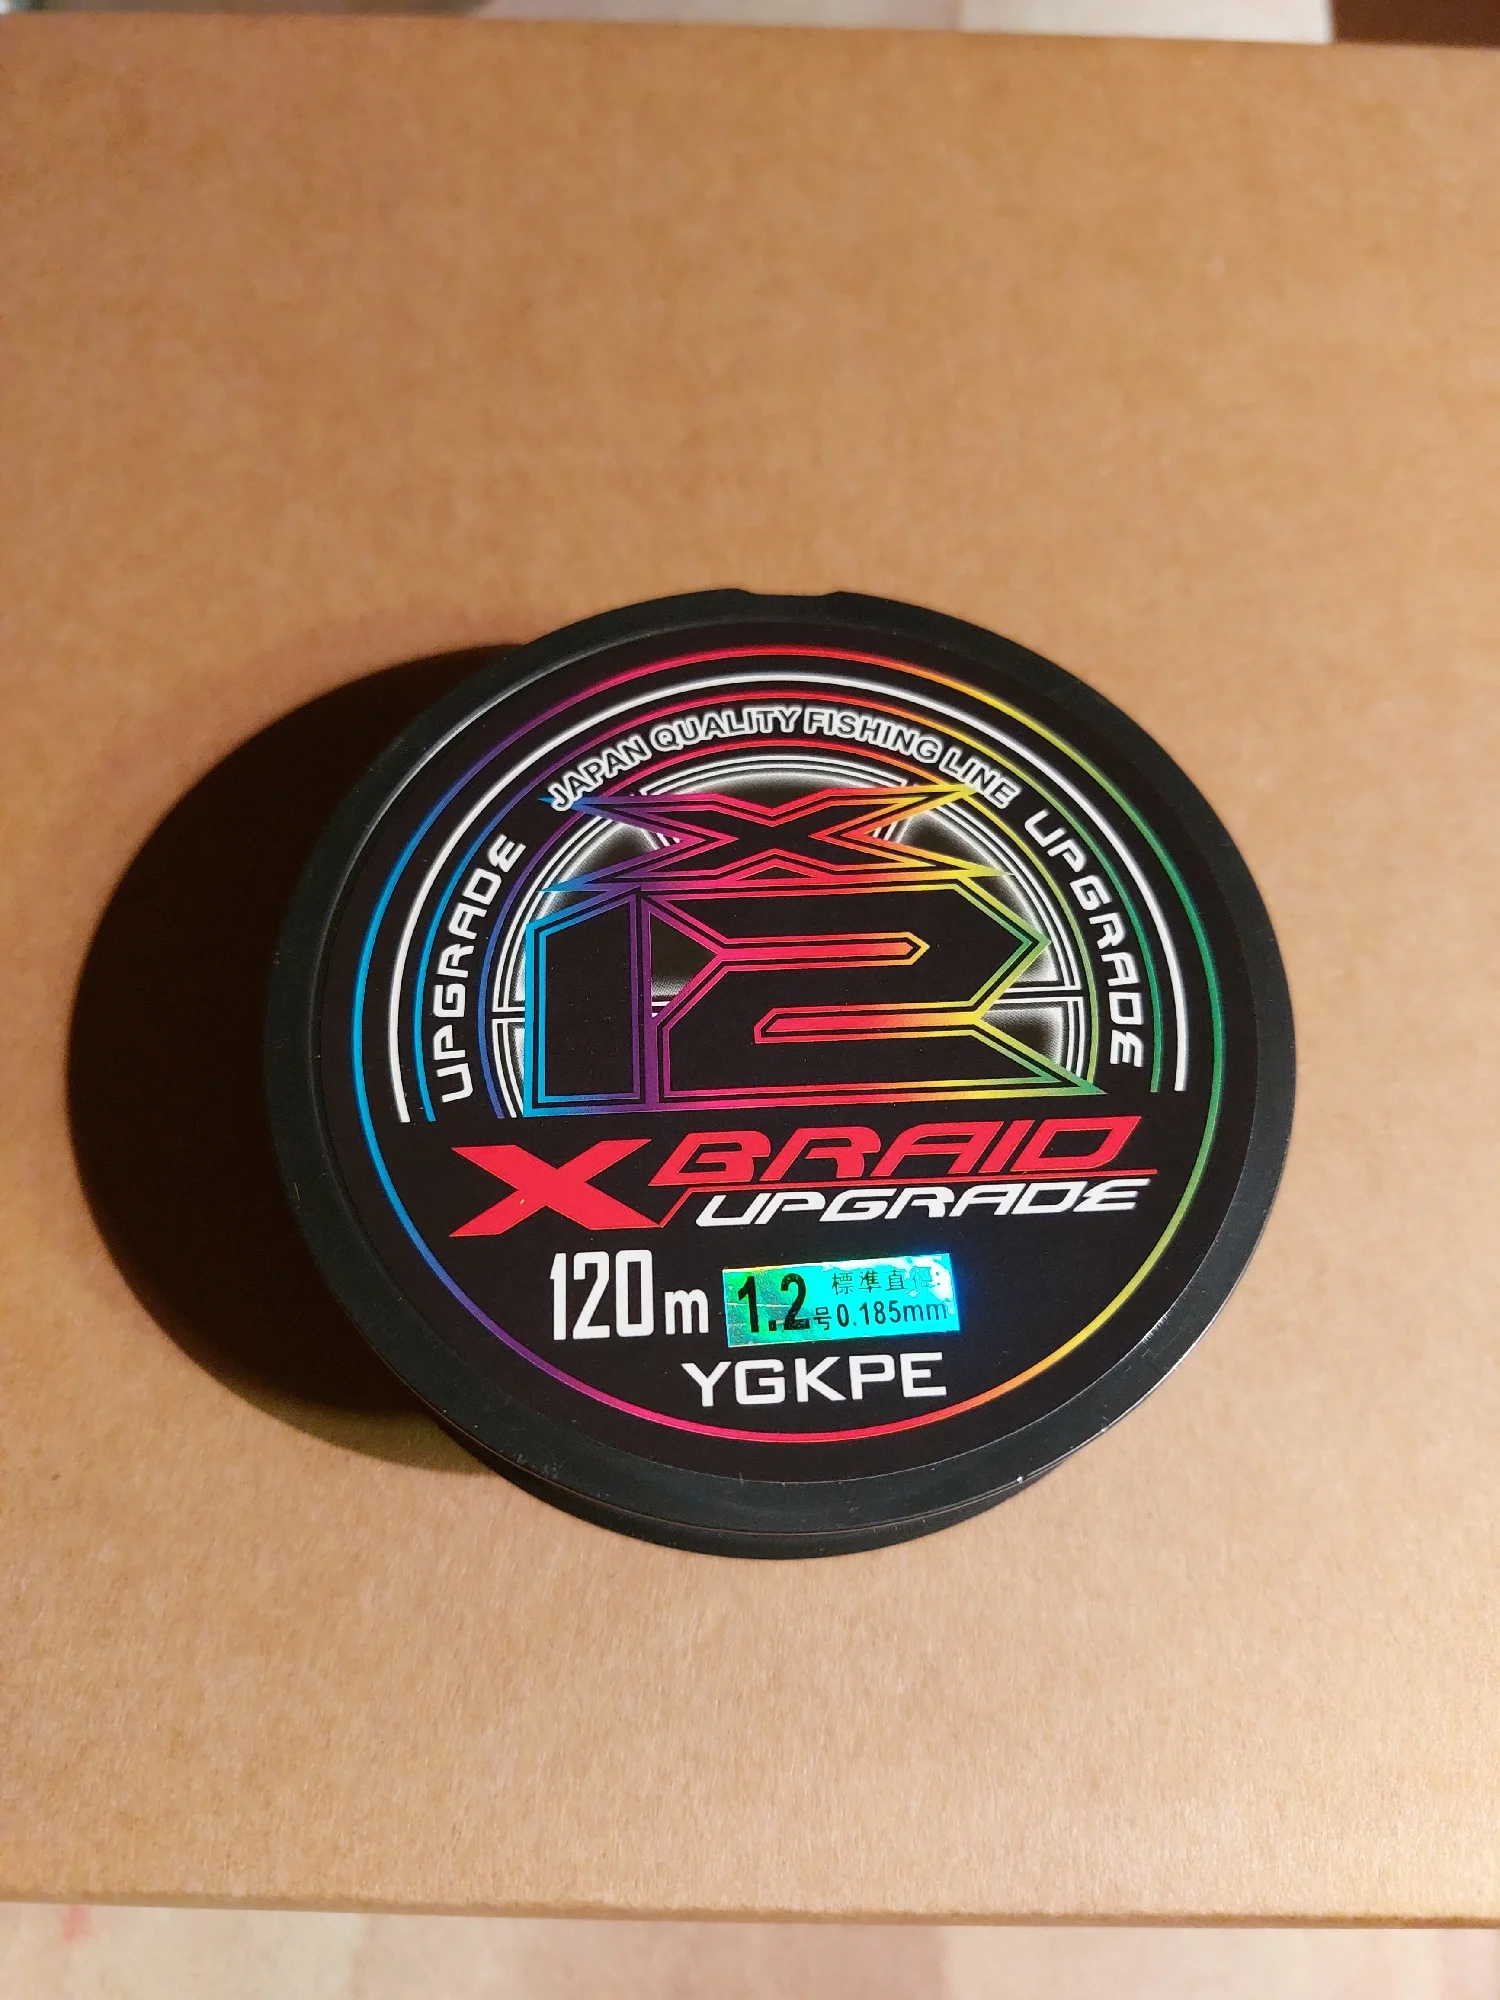 JAPAN QUALITY FISHING LINE
UPGRADE
UPGRADE
X
12
X BRAID
UPGRADE
120m
1.2号
標準直径:
0.185mm
YGKPE